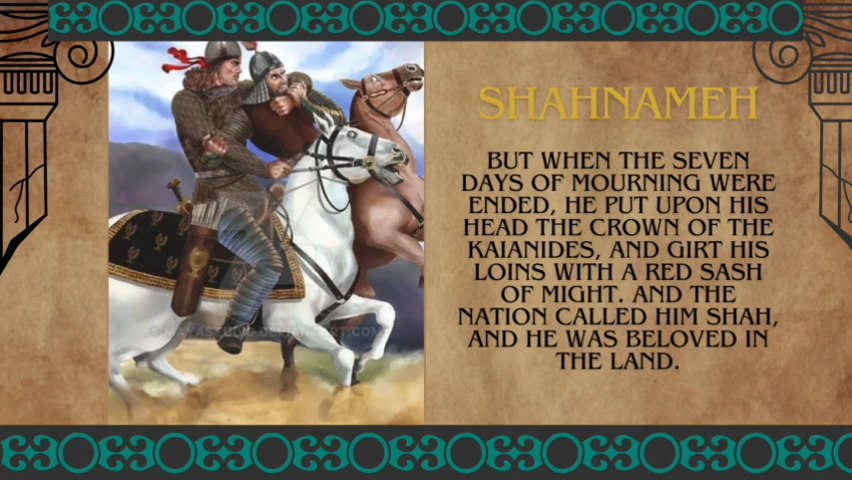 SHAHNAMEH
BUT WHEN THE SEVEN
DAYS OF MOURNING WERE
ENDED, HE PUT UPON HIS
HEAD THE CROWN OF THE
KAIANIDES, AND GIRT HIS
LOINS WITH A RED SASH
OF MIGHT. AND THE
NATION CALLED HIM SHAH,
AND HE WAS BELOVED IN
THE LAND.